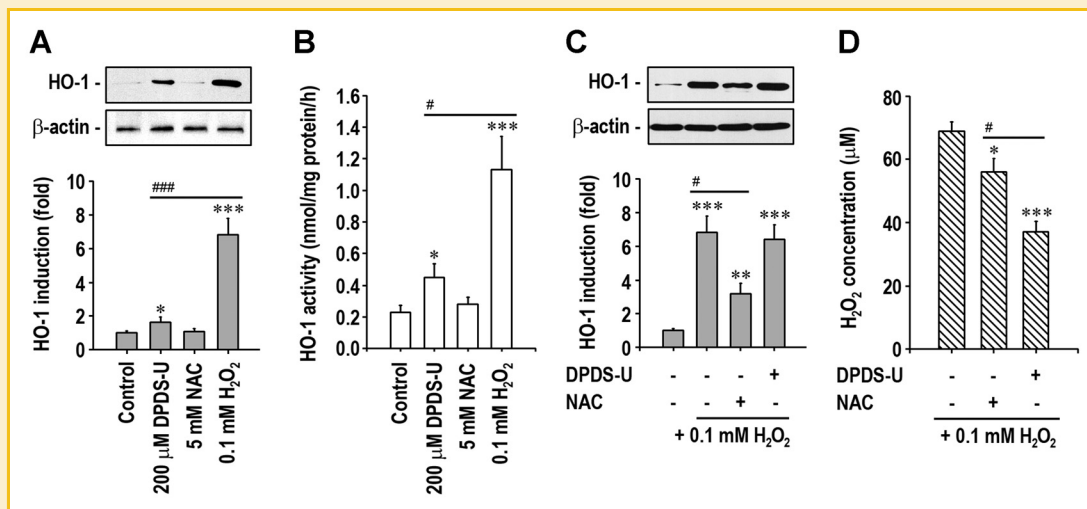 A
HO-1 -
β-actin -
HO-1 induction (fold)
10
8
6
4
2
0
###
*
***
Control
200 μM DPDS-U
5 mM NAC
0.1 mM H₂O₂
B
HO-1 activity (nmol/mg protein/h)
1.6
1.4
1.2
1.0
0.8
0.6
0.4
0.2
0.0
#
*
***
Control
200 μM DPDS-U
5 mM NAC
0.1 mM H₂O₂
C
HO-1 -
β-actin -
HO-1 induction (fold)
10
8
6
4
2
0
#
***
**
***
DPDS-U - - - +
NAC - - + -
+ 0.1 mM H₂O₂
D
H₂O₂ concentration (μM)
80
60
40
20
0
#
*
***
DPDS-U - - +
NAC - + -
+ 0.1 mM H₂O₂